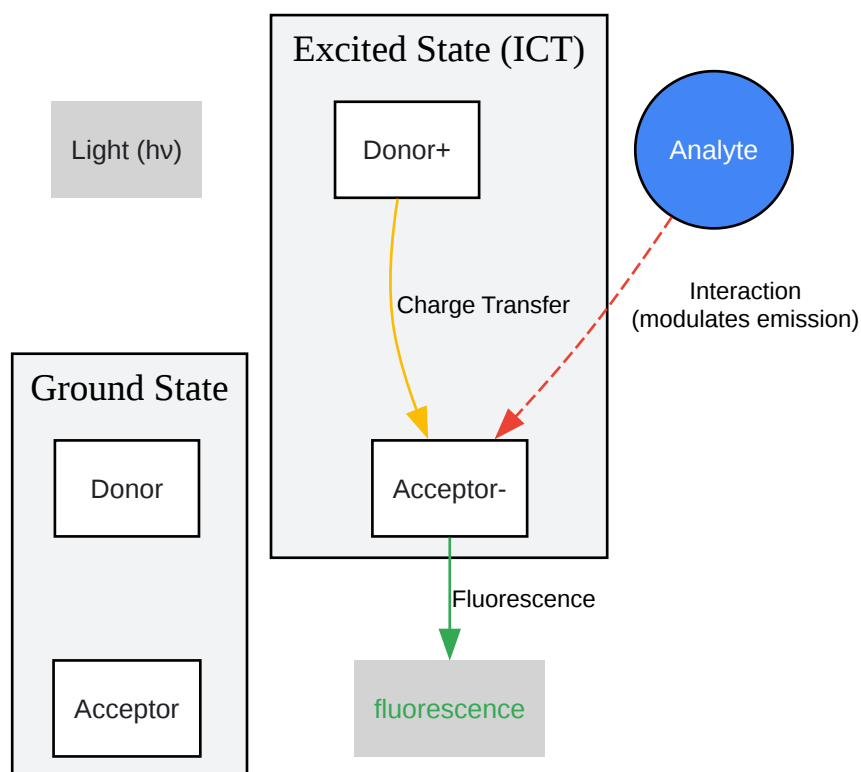 Excited State (ICT)
Light (hν)
Donor+
Analyte
Charge Transfer
Interaction
(modulates emission)
Ground State
Donor
Acceptor-
Fluorescence
Acceptor
fluorescence